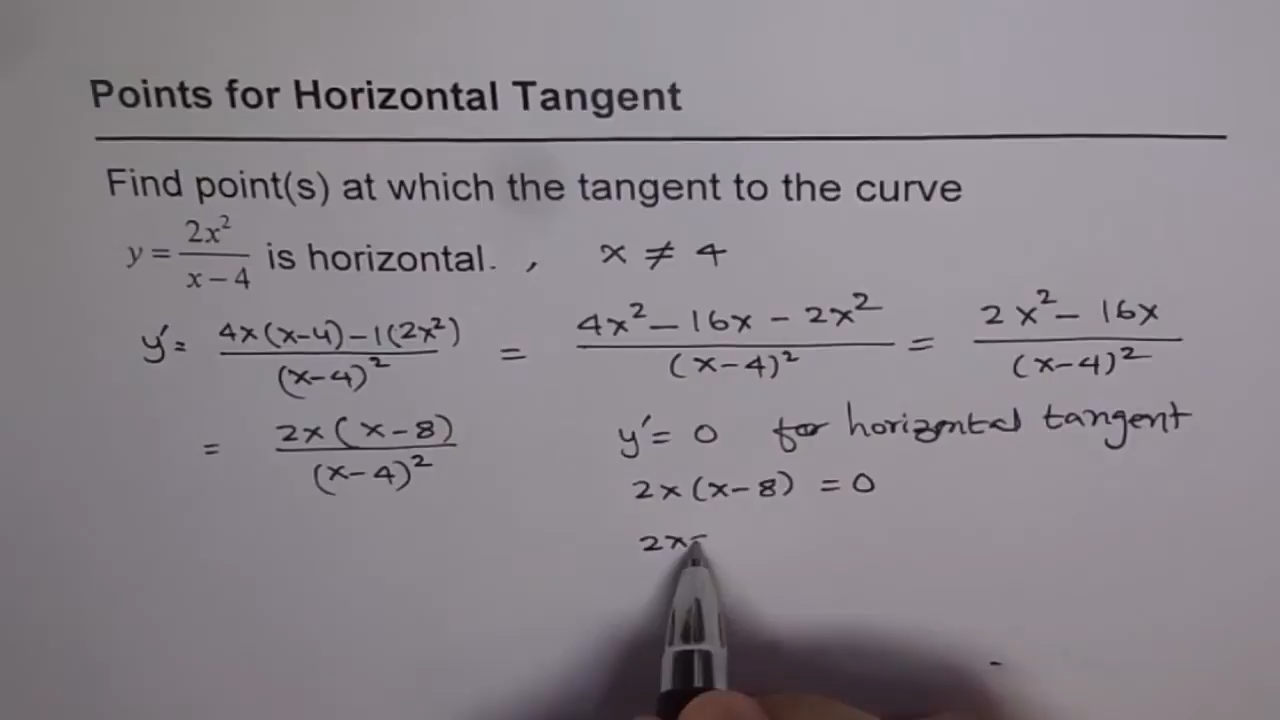 Points for Horizontal Tangent
Find point(s) at which the tangent to the curve
y = 2x²/(x − 4) is horizontal. , x ≠ 4
y′ = (4x(x−4) − 1(2x²))/(x−4)² = (4x² − 16x − 2x²)/(x−4)² = (2x² − 16x)/(x−4)²
= 2x(x−8)/(x−4)² y′ = 0 for horizontal tangent
2x(x−8) = 0
2x=